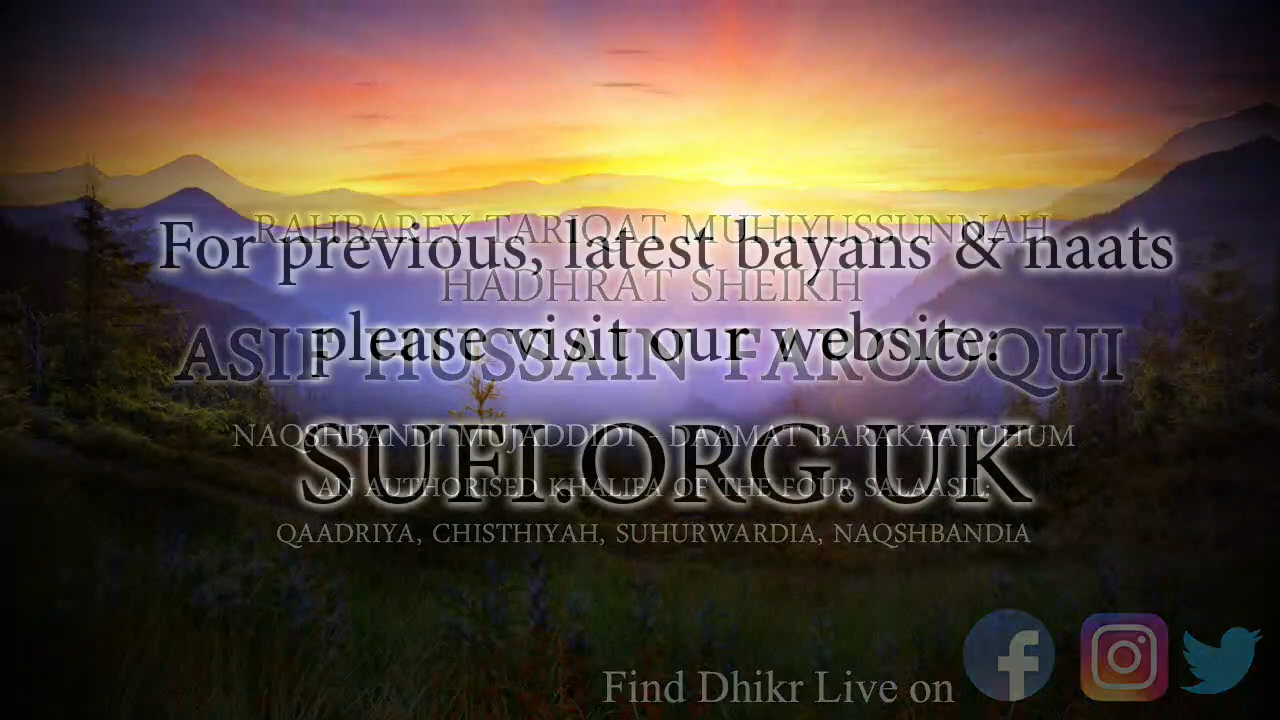 RAHBAREY TARIQAT MUHIYUSSUNNAH
For previous, latest bayans & naats
HADHRAT SHEIKH
please visit our website:
ASIF HUSSAIN FAROOQUI
NAQSHBANDI MUJADDIDI DAAMAT BARAKAATUHUM
SUFI.ORG.UK
AN AUTHORISED KHALIFA OF THE FOUR SALAASIL:
QAADRIYA, CHISTHIYAH, SUHURWARDIA, NAQSHBANDIA
Find Dhikr Live on